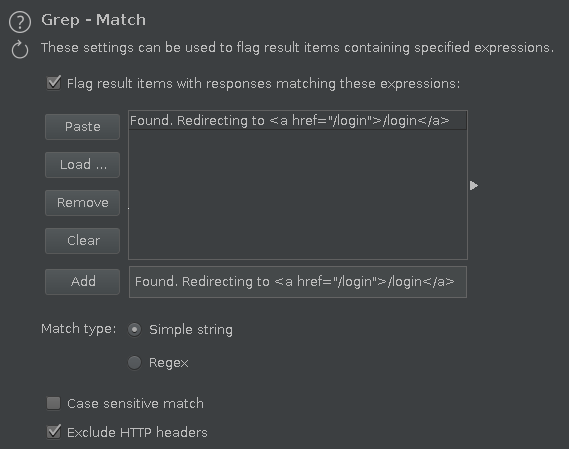 Grep - Match
These settings can be used to flag result items containing specified expressions.
Flag result items with responses matching these expressions:
Paste
Found. Redirecting to <a href="/login">/login</a>
Load ...
Remove
Clear
Add
Found. Redirecting to <a href="/login">/login</a>
Match type:
Simple string
Regex
Case sensitive match
Exclude HTTP headers